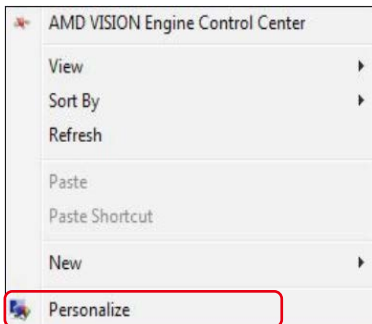 AMD VISION Engine Control Center
View
Sort By
Refresh
Paste
Paste Shortcut
New
Personalize